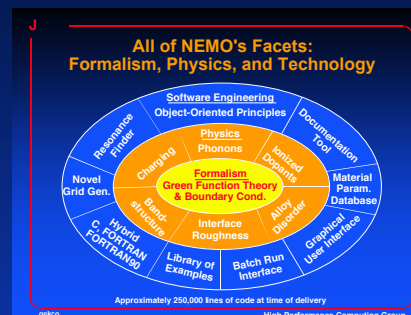 J
All of NEMO's Facets:
Formalism, Physics, and Technology
Software Engineering
Object-Oriented Principles
Resonance
Finder
Documentation
Tool
Physics
Phonons
Charging
Ionized
Dopants
Novel
Grid Gen.
Formalism
Green Function Theory
& Boundary Cond.
Material
Param.
Database
Band-
structure
Interface
Roughness
Alloy
Disorder
Hybrid
C, FORTRAN
FORTRAN90
Library of
Examples
Batch Run
Interface
Graphical
User Interface
Approximately 250,000 lines of code at time of delivery
gekco
High Performance Computing Group